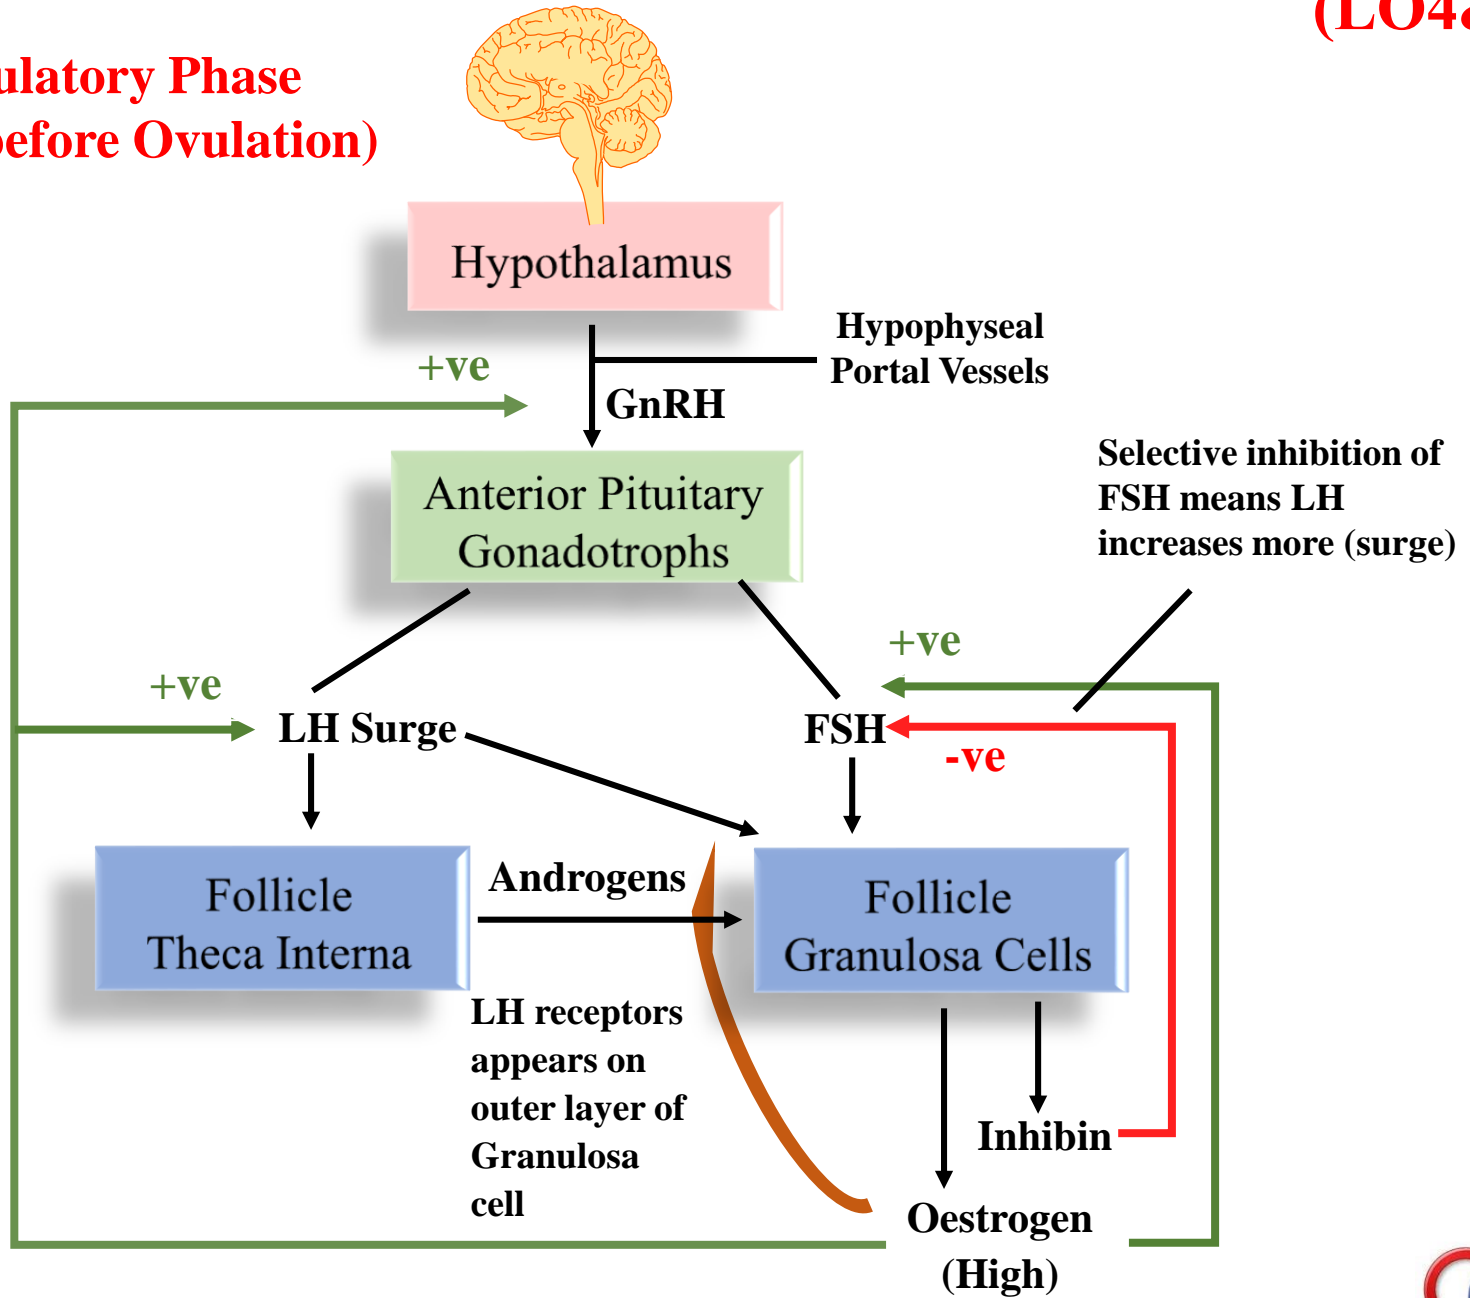 (LO4
ulatory Phase
before Ovulation)
Hypothalamus
Hypophyseal
Portal Vessels
+ve
GnRH
Anterior Pituitary
Gonadotrophs
Selective inhibition of
FSH means LH
increases more (surge)
+ve
+ve
LH Surge
FSH
-ve
Follicle
Theca Interna
Androgens
Follicle
Granulosa Cells
LH receptors
appears on
outer layer of
Granulosa
cell
Inhibin
Oestrogen
(High)